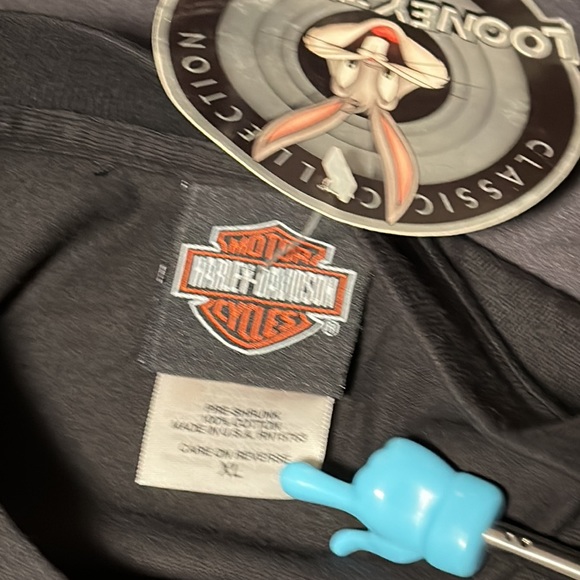 LOONEY
CLASSIC COLLECTION
MOTOR
HARLEY-DAVIDSON
CYCLES
®
PRE-SHRUNK
100% COTTON
MADE IN U.S.A.
CARE ON REVERSE
XL